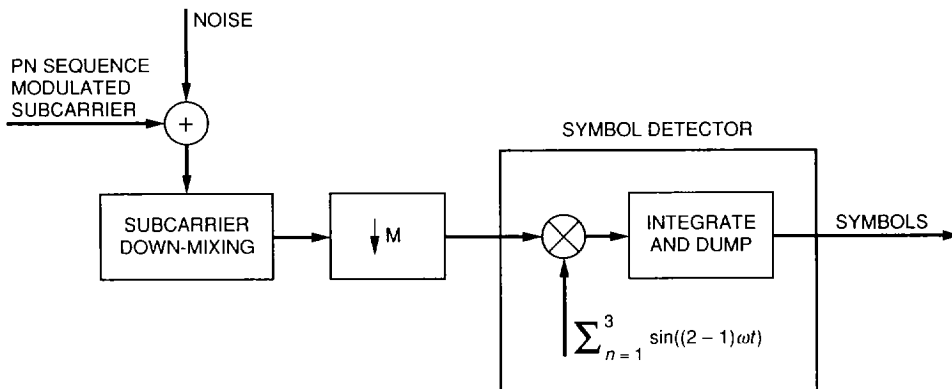 NOISE
PN SEQUENCE
MODULATED
SUBCARRIER
+
SYMBOL DETECTOR
SUBCARRIER
DOWN-MIXING
↓ M
INTEGRATE
AND DUMP
SYMBOLS
∑ 3 n = 1 sin((2 − 1)ωt)